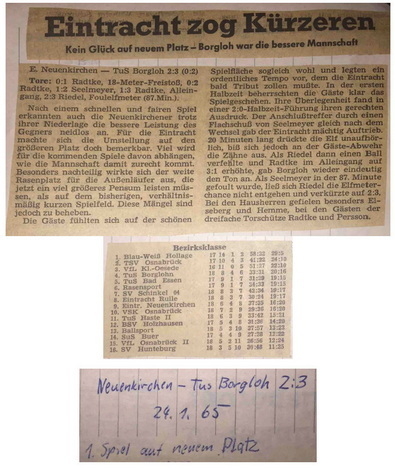 Eintracht zog Kürzeren
Kein Glück auf neuem Platz – Borgloh war die bessere Mannschaft
E. Neuenkirchen — TuS Borgloh 2:3 (0:2)
Tore: 0:1 Radtke, 18-Meter-Freistoß, 0:2
Radtke, 1:2 Seelmeyer, 1:3 Radtke, Allein-
gang, 2:3 Riedel, Foulelfmeter (87.Min.).
Nach einem schnellen und fairen Spiel
erkannten auch die Neuenkirchener trotz
ihrer Niederlage die bessere Leistung des
Gegners neidlos an. Für die Eintracht
machte sich die Umstellung auf den
größeren Platz doch bemerkbar. Viel wird
für die kommenden Spiele davon abhängen,
wie die Mannschaft damit zurecht kommt.
Besonders nachteilig wirkte sich der weite
Rasenplatz für die Außenläufer aus, die
jetzt ein viel größeres Pensum leisten müs-
sen, als auf dem bisherigen, verhältnis-
mäßig kurzen Spielfeld. Diese Mängel sind
jedoch zu beheben.
Die Gäste fühlten sich auf der schönen
Spielfläche sogleich wohl und legten ein
ordentliches Tempo vor, dem die Eintracht
bald Tribut zollen mußte. In der ersten
Halbzeit beherrschten die Gäste klar das
Spielgeschehen. Ihre Überlegenheit fand in
einer 2:0-Halbzeit-Führung ihren gerechten
Ausdruck. Der Anschlußtreffer durch einen
Flachschuß von Seelmeyer gleich nach dem
Wechsel gab der Eintracht mächtig Auftrieb.
20 Minuten lang drückte die Elf unaufhör-
lich, biß sich jedoch an der Gäste-Abwehr
die Zähne aus. Als Riedel dann einen Ball
verfehlte und Radtke im Alleingang auf
3:1 erhöhte, gab Borgloh wieder eindeutig
den Ton an. Als Seelmeyer in der 87. Minute
gefoult wurde, ließ sich Riedel die Elfmeter-
chance nicht entgehen und verkürzte auf 2:3.
Bei den Hausherren gefielen besonders El-
seberg und Hemme, bei den Gästen der
dreifache Torschütze Radtke und Persson.
Bezirksklasse
1. Blau-Weiß Hollage
2. TSV Osnabrück
3. VfL Kl.-Oesede
4. TuS Borglohn
5. TuS Bad Essen
6. Rasensport
7. SV Schinkel 04
8. Eintracht Rulle
9. Eintr. Neuenkirchen
10. VSK Osnabrück
11. TuS Haste II
12. BSV Holzhausen
13. Ballsport
14. SuS Buer
15. VfL Osnabrück II
16. SV Hunteburg
Neuenkirchen – Tus Borgloh 2:3
24.1.65
1. Spiel auf neuem Platz